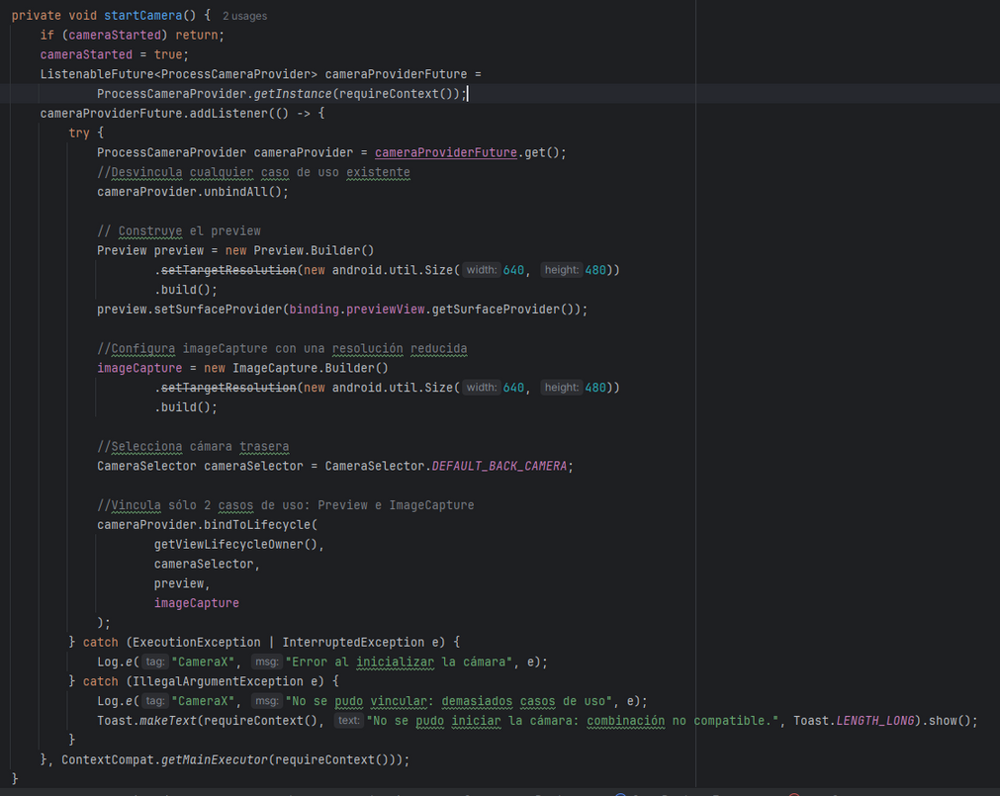 private void startCamera() { 2 usages
if (cameraStarted) return;
cameraStarted = true;
ListenableFuture<ProcessCameraProvider> cameraProviderFuture =
ProcessCameraProvider.getInstance(requireContext());
cameraProviderFuture.addListener(() -> {
try {
ProcessCameraProvider cameraProvider = cameraProviderFuture.get();
//Desvincula cualquier caso de uso existente
cameraProvider.unbindAll();
// Construye el preview
Preview preview = new Preview.Builder()
.setTargetResolution(new android.util.Size( width: 640, height: 480))
.build();
preview.setSurfaceProvider(binding.previewView.getSurfaceProvider());
//Configura imageCapture con una resolución reducida
imageCapture = new ImageCapture.Builder()
.setTargetResolution(new android.util.Size( width: 640, height: 480))
.build();
//Selecciona cámara trasera
CameraSelector cameraSelector = CameraSelector.DEFAULT_BACK_CAMERA;
//Vincula sólo 2 casos de uso: Preview e ImageCapture
cameraProvider.bindToLifecycle(
getViewLifecycleOwner(),
cameraSelector,
preview,
imageCapture
);
} catch (ExecutionException | InterruptedException e) {
Log.e( tag: "CameraX", msg: "Error al inicializar la cámara", e);
} catch (IllegalArgumentException e) {
Log.e( tag: "CameraX", msg: "No se pudo vincular: demasiados casos de uso", e);
Toast.makeText(requireContext(), text: "No se pudo iniciar la cámara: combinación no compatible.", Toast.LENGTH_LONG).show();
}
}, ContextCompat.getMainExecutor(requireContext()));
}